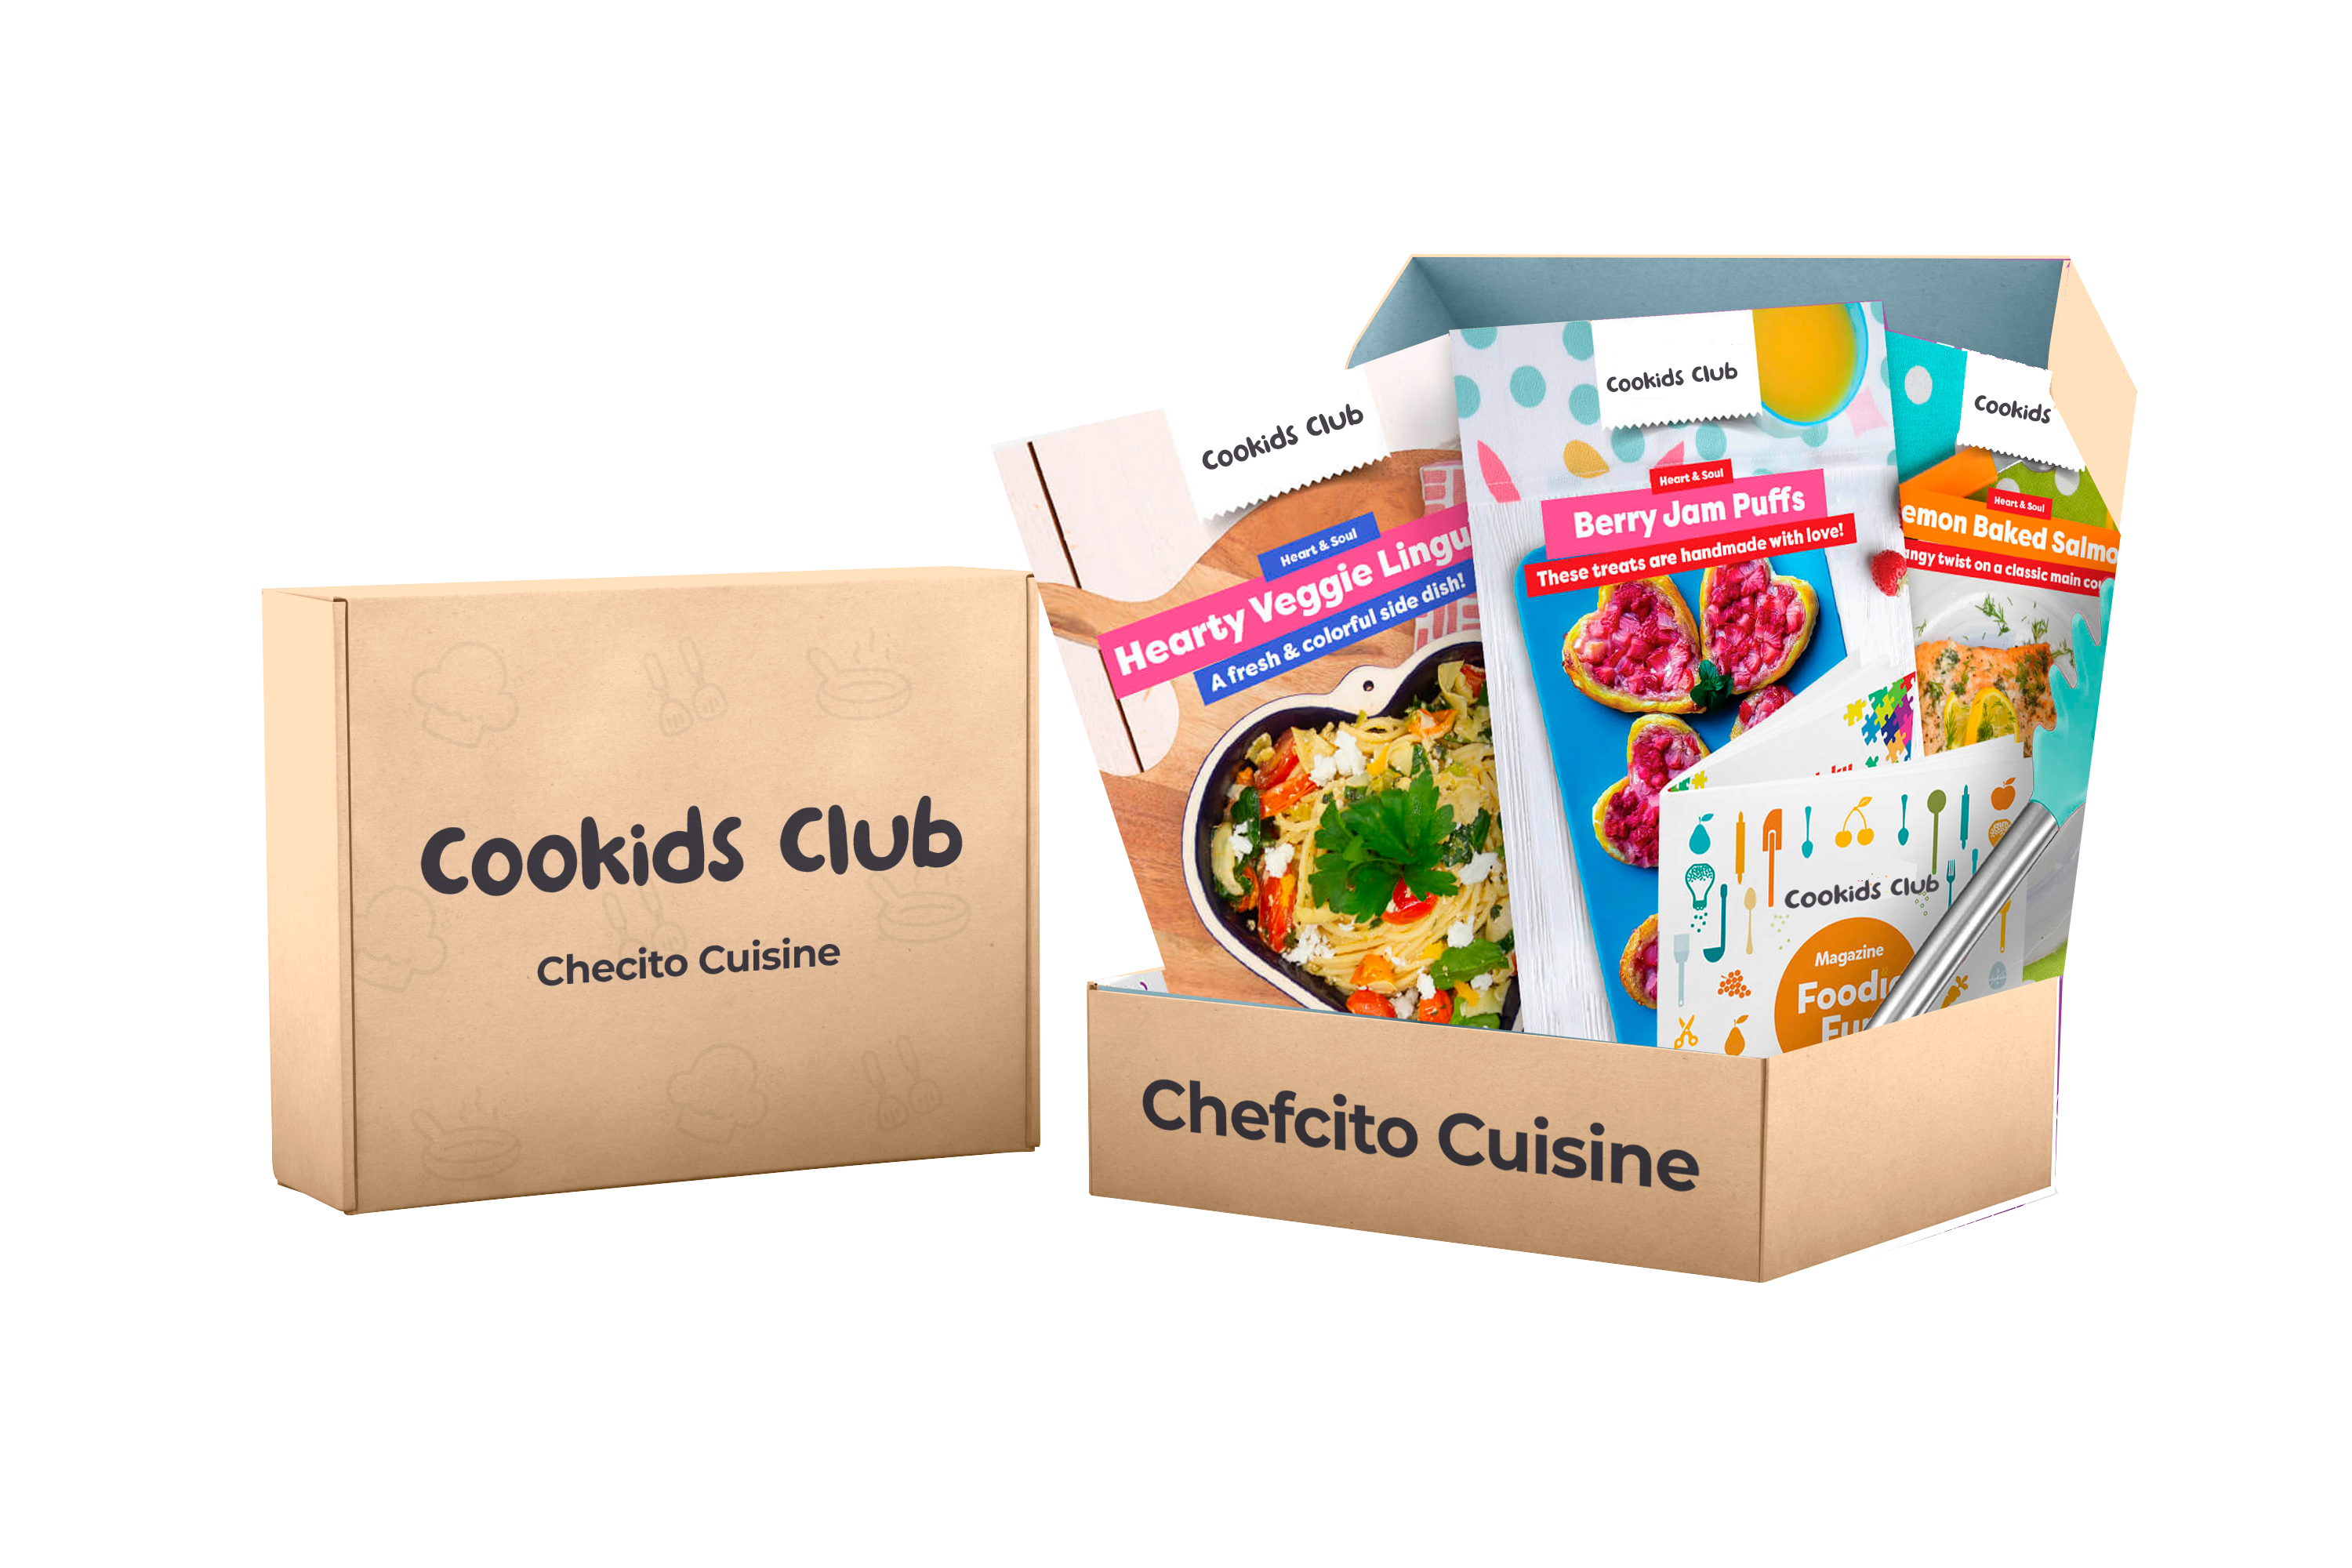 Cookids Club
Checito Cuisine
Cookids Club
Heart & Soul
Hearty Veggie Lingu
A fresh & colorful side dish!
Cookids Club
Heart & Soul
Berry Jam Puffs
These treats are handmade with love!
Cookids
Heart & Soul
emon Baked Salmo
angy twist on a classic main co
Cookids Club
Magazine
Foodie
Fun
Chefcito Cuisine